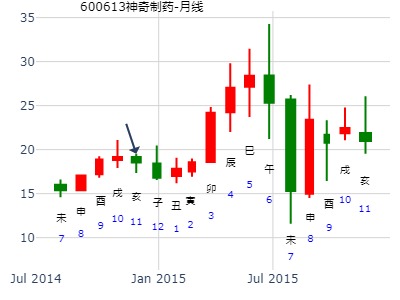 600613神奇制药-月线
35
30
25
20
15
10
未
7
申
8
酉
9
戌
10
亥
11
子
12
丑
1
寅
2
卯
3
辰
4
巳
5
午
6
未
7
申
8
酉
9
戌
10
亥
11
Jul 2014
Jan 2015
Jul 2015